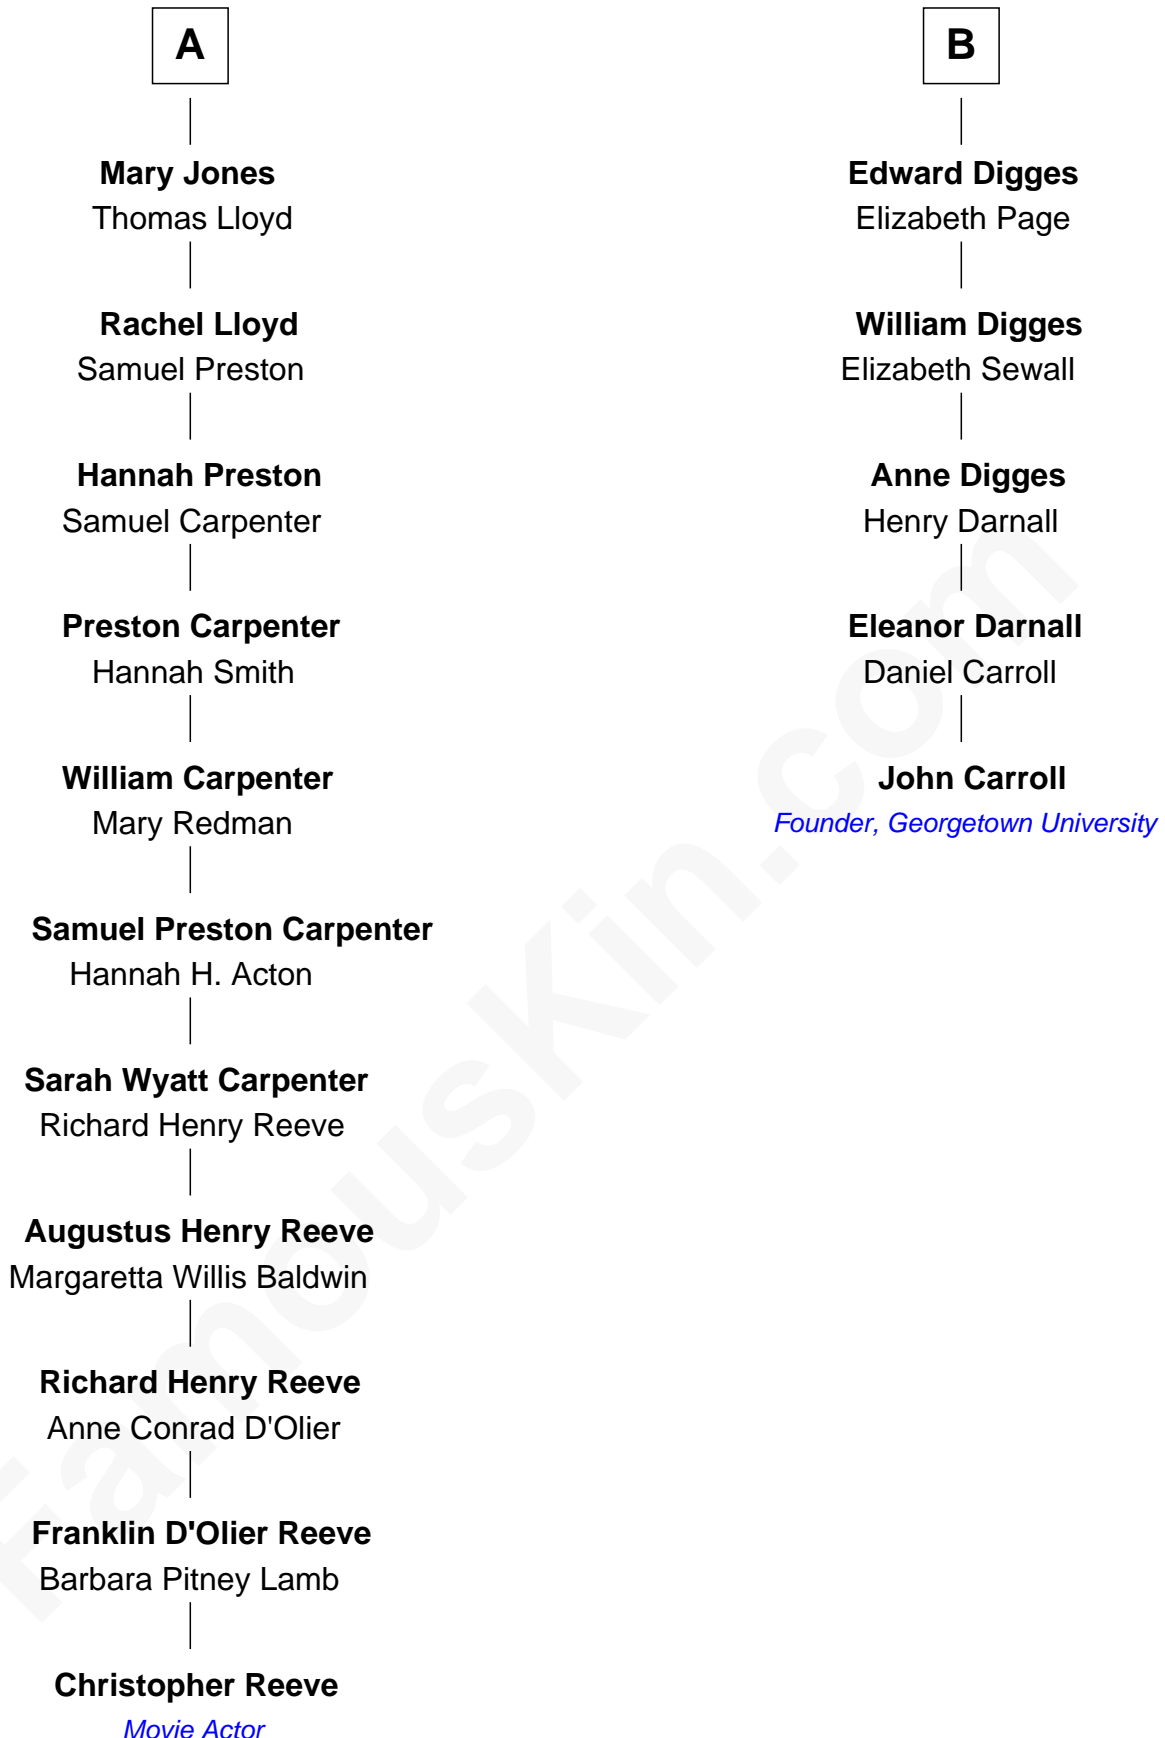 A
Mary Jones
Thomas Lloyd
Rachel Lloyd
Samuel Preston
Hannah Preston
Samuel Carpenter
Preston Carpenter
Hannah Smith
William Carpenter
Mary Redman
Samuel Preston Carpenter
Hannah H. Acton
Sarah Wyatt Carpenter
Richard Henry Reeve
Augustus Henry Reeve
Margaretta Willis Baldwin
Richard Henry Reeve
Anne Conrad D'Olier
Franklin D'Olier Reeve
Barbara Pitney Lamb
Christopher Reeve
Movie Actor
B
Edward Digges
Elizabeth Page
William Digges
Elizabeth Sewall
Anne Digges
Henry Darnall
Eleanor Darnall
Daniel Carroll
John Carroll
Founder, Georgetown University
FamousKin.com